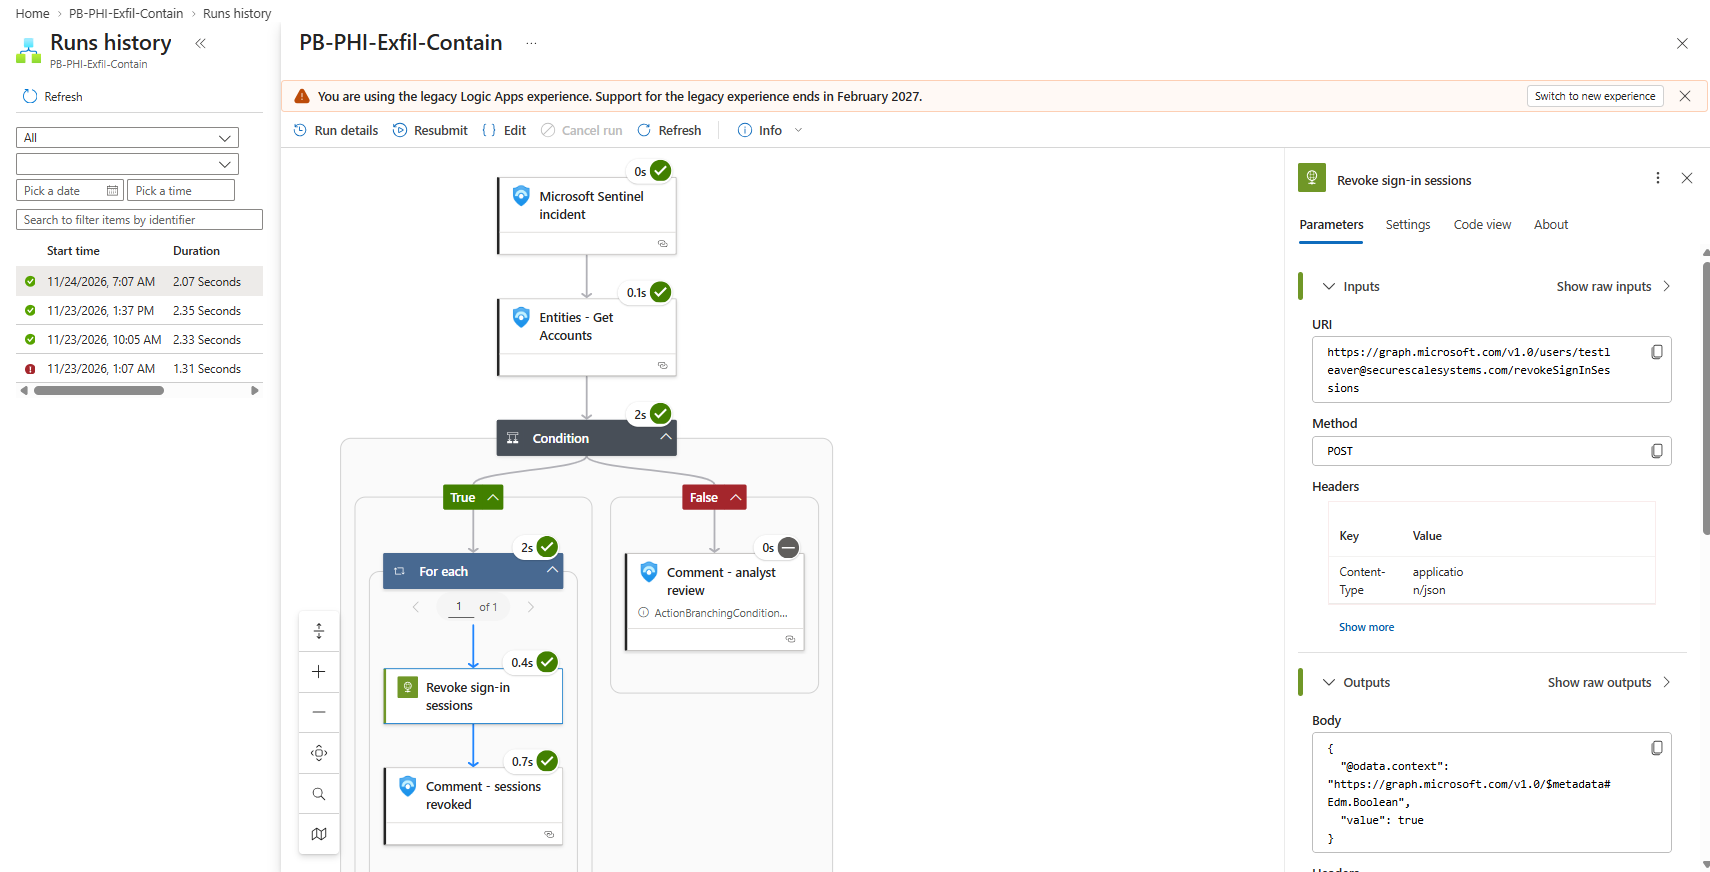 Home › PB-PHI-Exfil-Contain › Runs history
Runs history
PB-PHI-Exfil-Contain
Refresh
All
Pick a date
Pick a time
Search to filter items by identifier
Start time Duration
11/24/2026, 7:07 AM 2.07 Seconds
11/23/2026, 1:37 PM 2.35 Seconds
11/23/2026, 10:05 AM 2.33 Seconds
11/23/2026, 1:07 AM 1.31 Seconds
PB-PHI-Exfil-Contain ...
You are using the legacy Logic Apps experience. Support for the legacy experience ends in February 2027.
Switch to new experience
Run details Resubmit { } Edit Cancel run Refresh Info
0s
Microsoft Sentinel
incident
0.1s
Entities - Get
Accounts
2s
Condition
True
False
2s
For each
1 of 1
0s
Comment - analyst
review
ActionBranchingCondition...
0.4s
Revoke sign-in
sessions
0.7s
Comment - sessions
revoked
Revoke sign-in sessions
Parameters Settings Code view About
Inputs
Show raw inputs
URI
https://graph.microsoft.com/v1.0/users/testl
eaver@securescalesystems.com/revokeSignInSes
sions
Method
POST
Headers
Key Value
Content- applicatio
Type n/json
Show more
Outputs
Show raw outputs
Body
{
"@odata.context":
"https://graph.microsoft.com/v1.0/$metadata#
Edm.Boolean",
"value": true
}
Headers